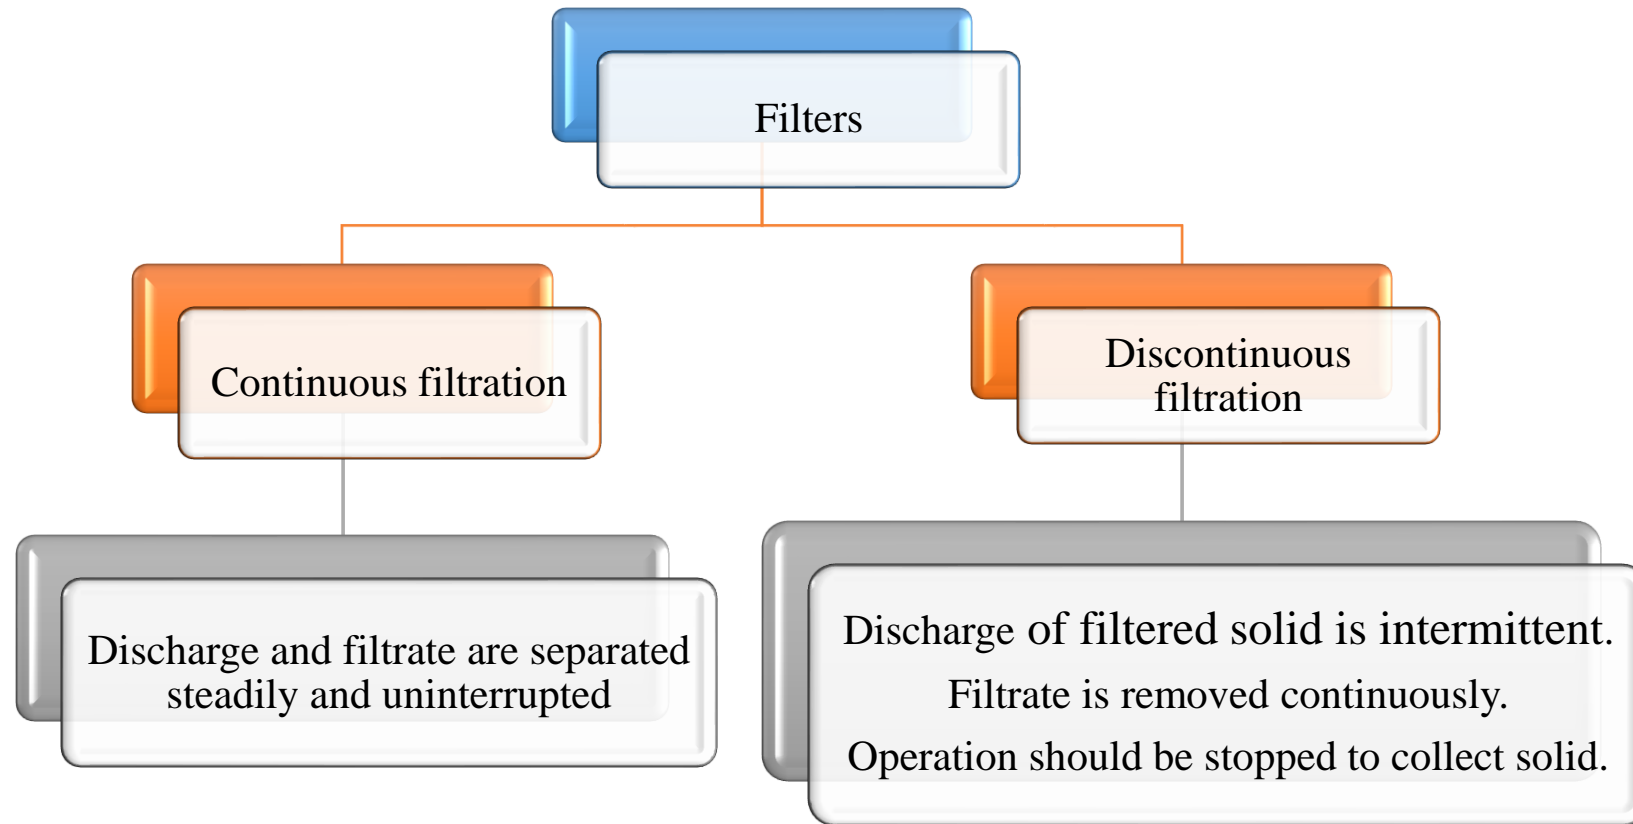 Filters
Continuous filtration
Discontinuous
filtration
Discharge and filtrate are separated
steadily and uninterrupted
Discharge of filtered solid is intermittent.
Filtrate is removed continuously.
Operation should be stopped to collect solid.